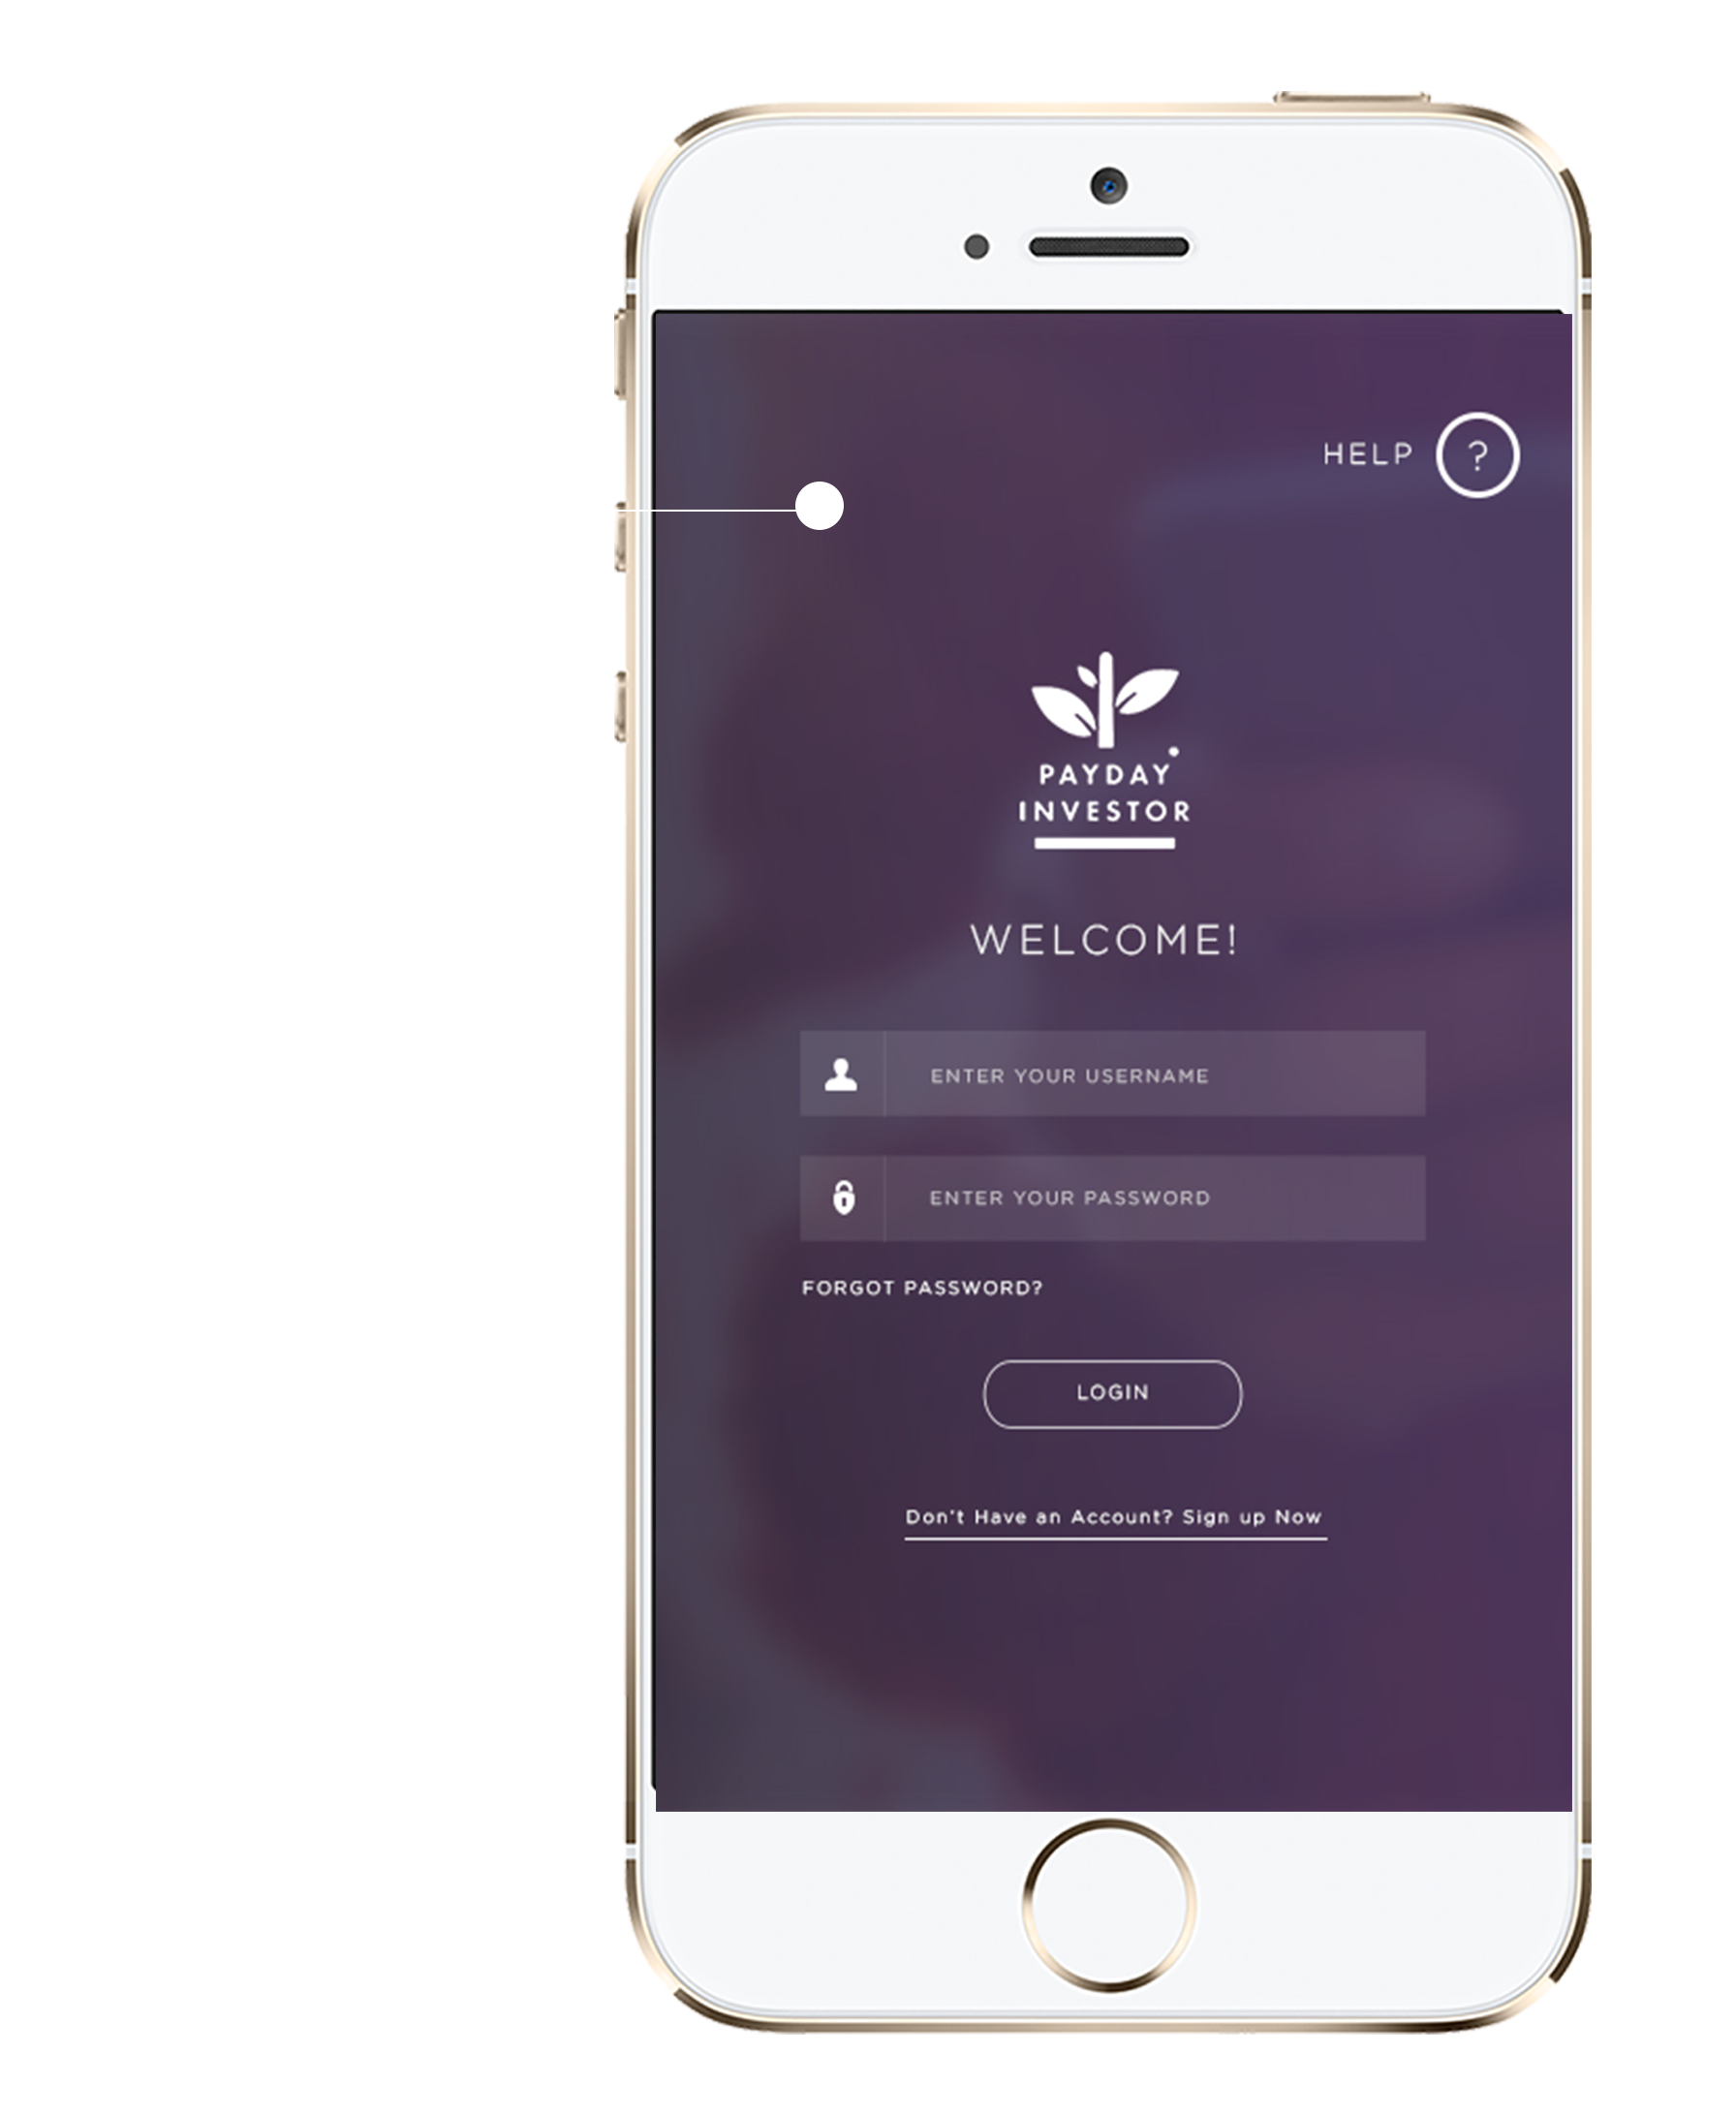 HELP ?
PAYDAY
INVESTOR
WELCOME!
ENTER YOUR USERNAME
ENTER YOUR PASSWORD
FORGOT PASSWORD?
LOGIN
Don't Have an Account? Sign up Now